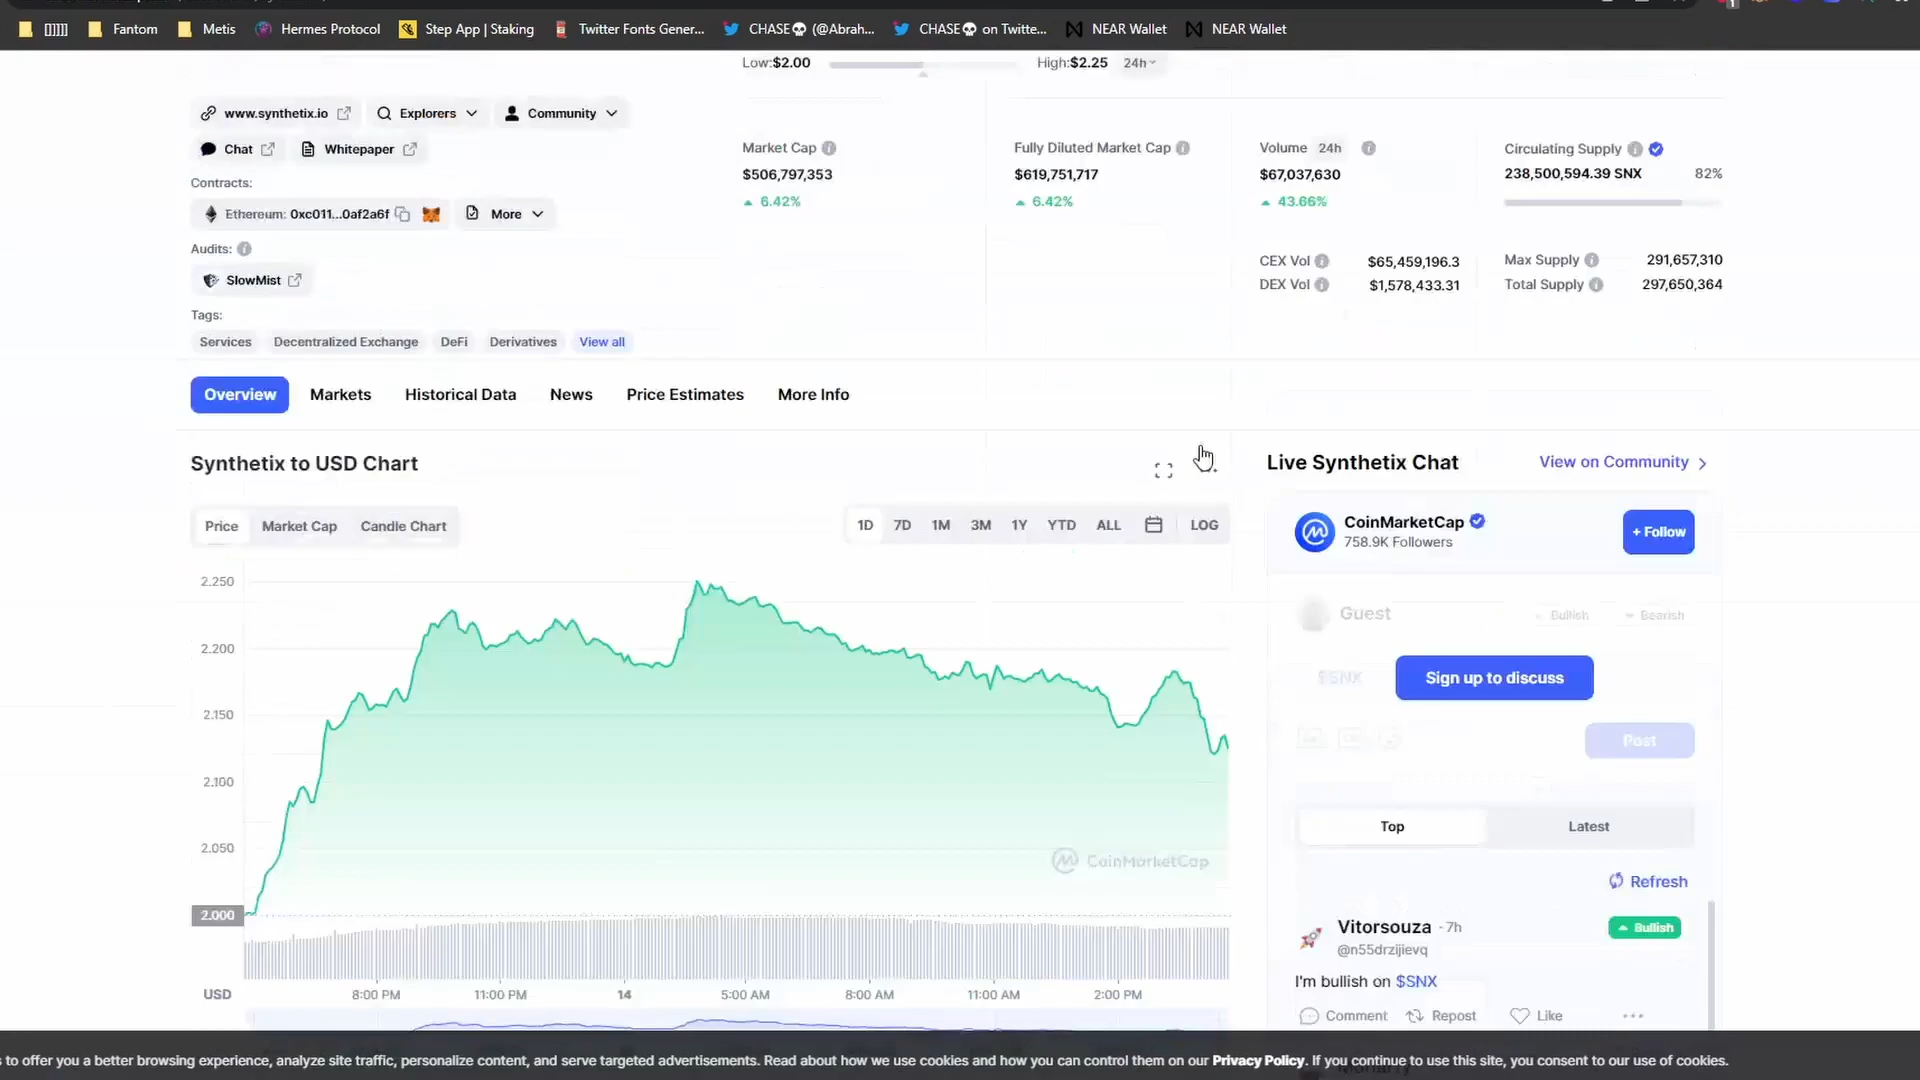 []]]]]
Fantom
Metis
Hermes Protocol
Step App | Staking
Twitter Fonts Gener...
CHASE💀 (@Abrah...
CHASE💀 on Twitte...
NEAR Wallet
NEAR Wallet
Low:$2.00
High:$2.25
24h
www.synthetix.io
Explorers
Community
Chat
Whitepaper
Contracts:
Ethereum: 0xc011...0af2a6f
More
Audits:
SlowMist
Tags:
Services
Decentralized Exchange
DeFi
Derivatives
View all
Market Cap
$506,797,353
6.42%
Fully Diluted Market Cap
$619,751,717
6.42%
Volume 24h
$67,037,630
43.66%
CEX Vol $65,459,196.3
DEX Vol $1,578,433.31
Circulating Supply
238,500,594.39 SNX 82%
Max Supply 291,657,310
Total Supply 297,650,364
Overview
Markets
Historical Data
News
Price Estimates
More Info
Synthetix to USD Chart
Price
Market Cap
Candle Chart
1D
7D
1M
3M
1Y
YTD
ALL
LOG
2.250
2.200
2.150
2.100
2.050
2.000
CoinMarketCap
USD
8:00 PM
11:00 PM
14
5:00 AM
8:00 AM
11:00 AM
2:00 PM
Live Synthetix Chat
View on Community
CoinMarketCap
758.9K Followers
+ Follow
Guest
Bullish
Bearish
$SNX
Sign up to discuss
Post
Top
Latest
Refresh
Vitorsouza · 7h
@n55drzijievq
Bullish
I'm bullish on $SNX
Comment
Repost
Like
s to offer you a better browsing experience, analyze site traffic, personalize content, and serve targeted advertisements. Read about how we use cookies and how you can control them on our Privacy Policy. If you continue to use this site, you consent to our use of cookies.